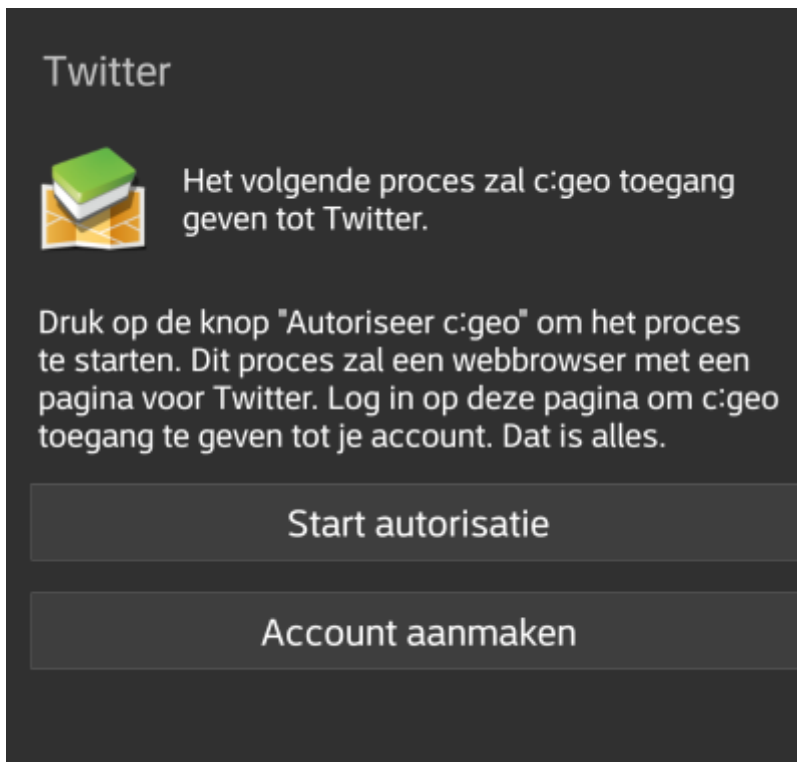 Twitter
Het volgende proces zal c:geo toegang
geven tot Twitter.
Druk op de knop "Autoriseer c:geo" om het proces
te starten. Dit proces zal een webbrowser met een
pagina voor Twitter. Log in op deze pagina om c:geo
toegang te geven tot je account. Dat is alles.
Start autorisatie
Account aanmaken